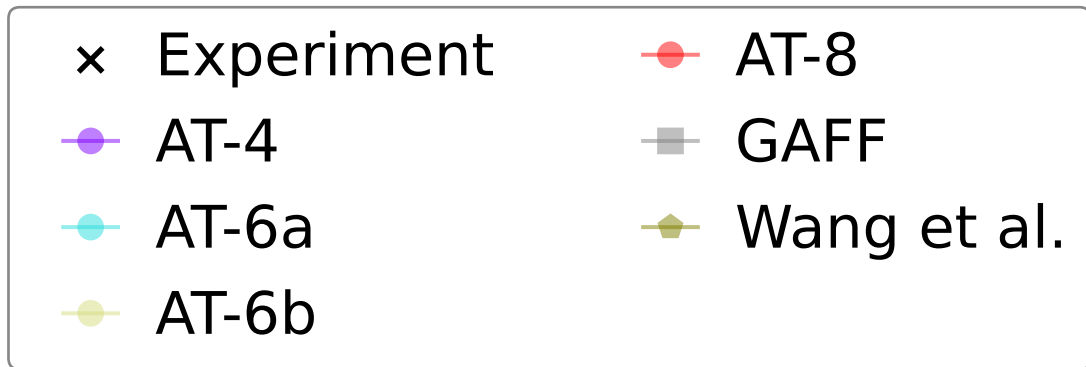 Experiment
AT-4
AT-6a
AT-6b
AT-8
GAFF
Wang et al.